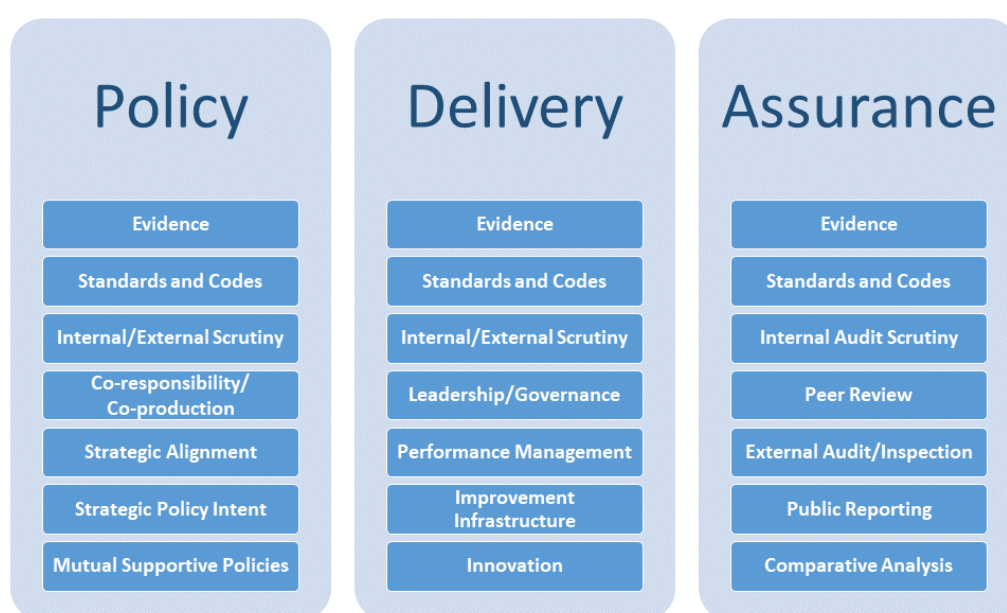 Policy
Evidence
Standards and Codes
Internal/External Scrutiny
Co-responsibility/
Co-production
Strategic Alignment
Strategic Policy Intent
Mutual Supportive Policies
Delivery
Evidence
Standards and Codes
Internal/External Scrutiny
Leadership/Governance
Performance Management
Improvement
Infrastructure
Innovation
Assurance
Evidence
Standards and Codes
Internal Audit Scrutiny
Peer Review
External Audit/Inspection
Public Reporting
Comparative Analysis